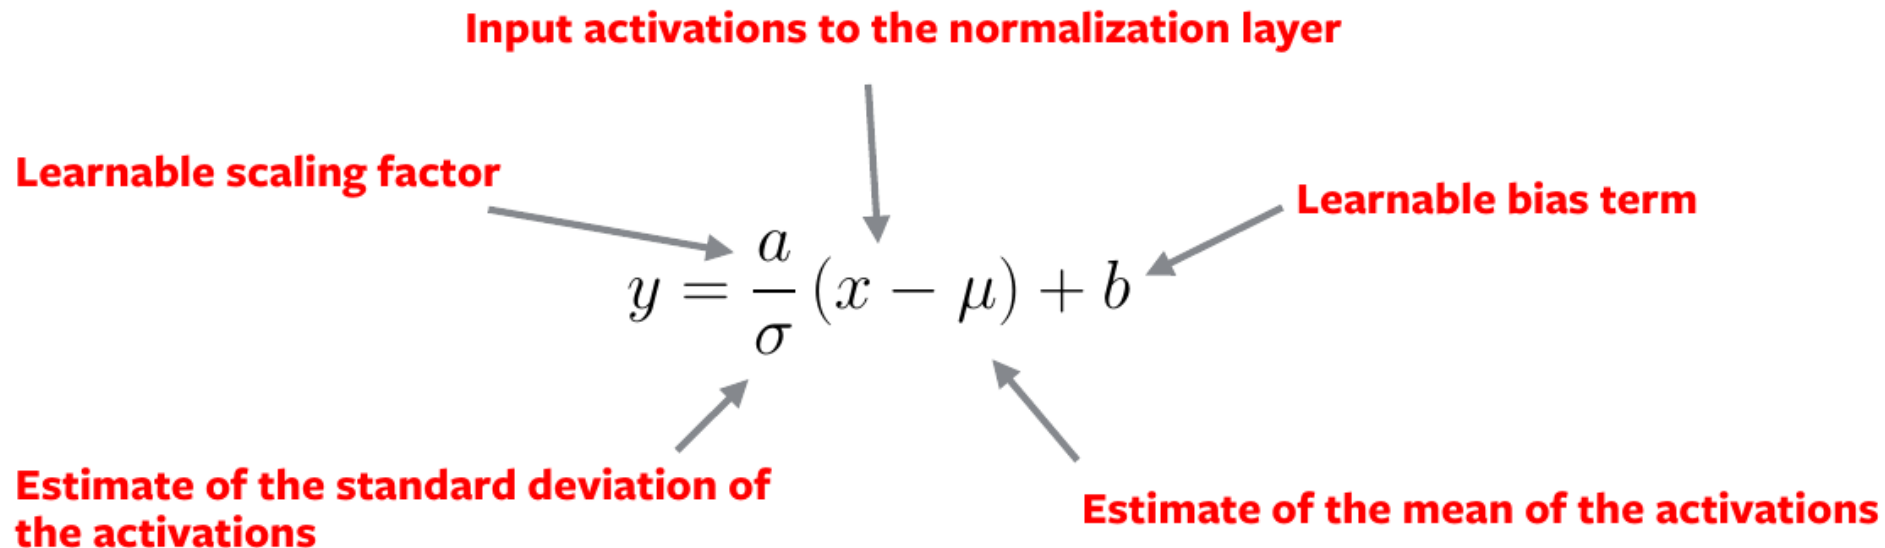 Input activations to the normalization layer
Learnable scaling factor
Learnable bias term
y = \frac{a}{σ} (x − μ) + b
Estimate of the standard deviation of
the activations
Estimate of the mean of the activations